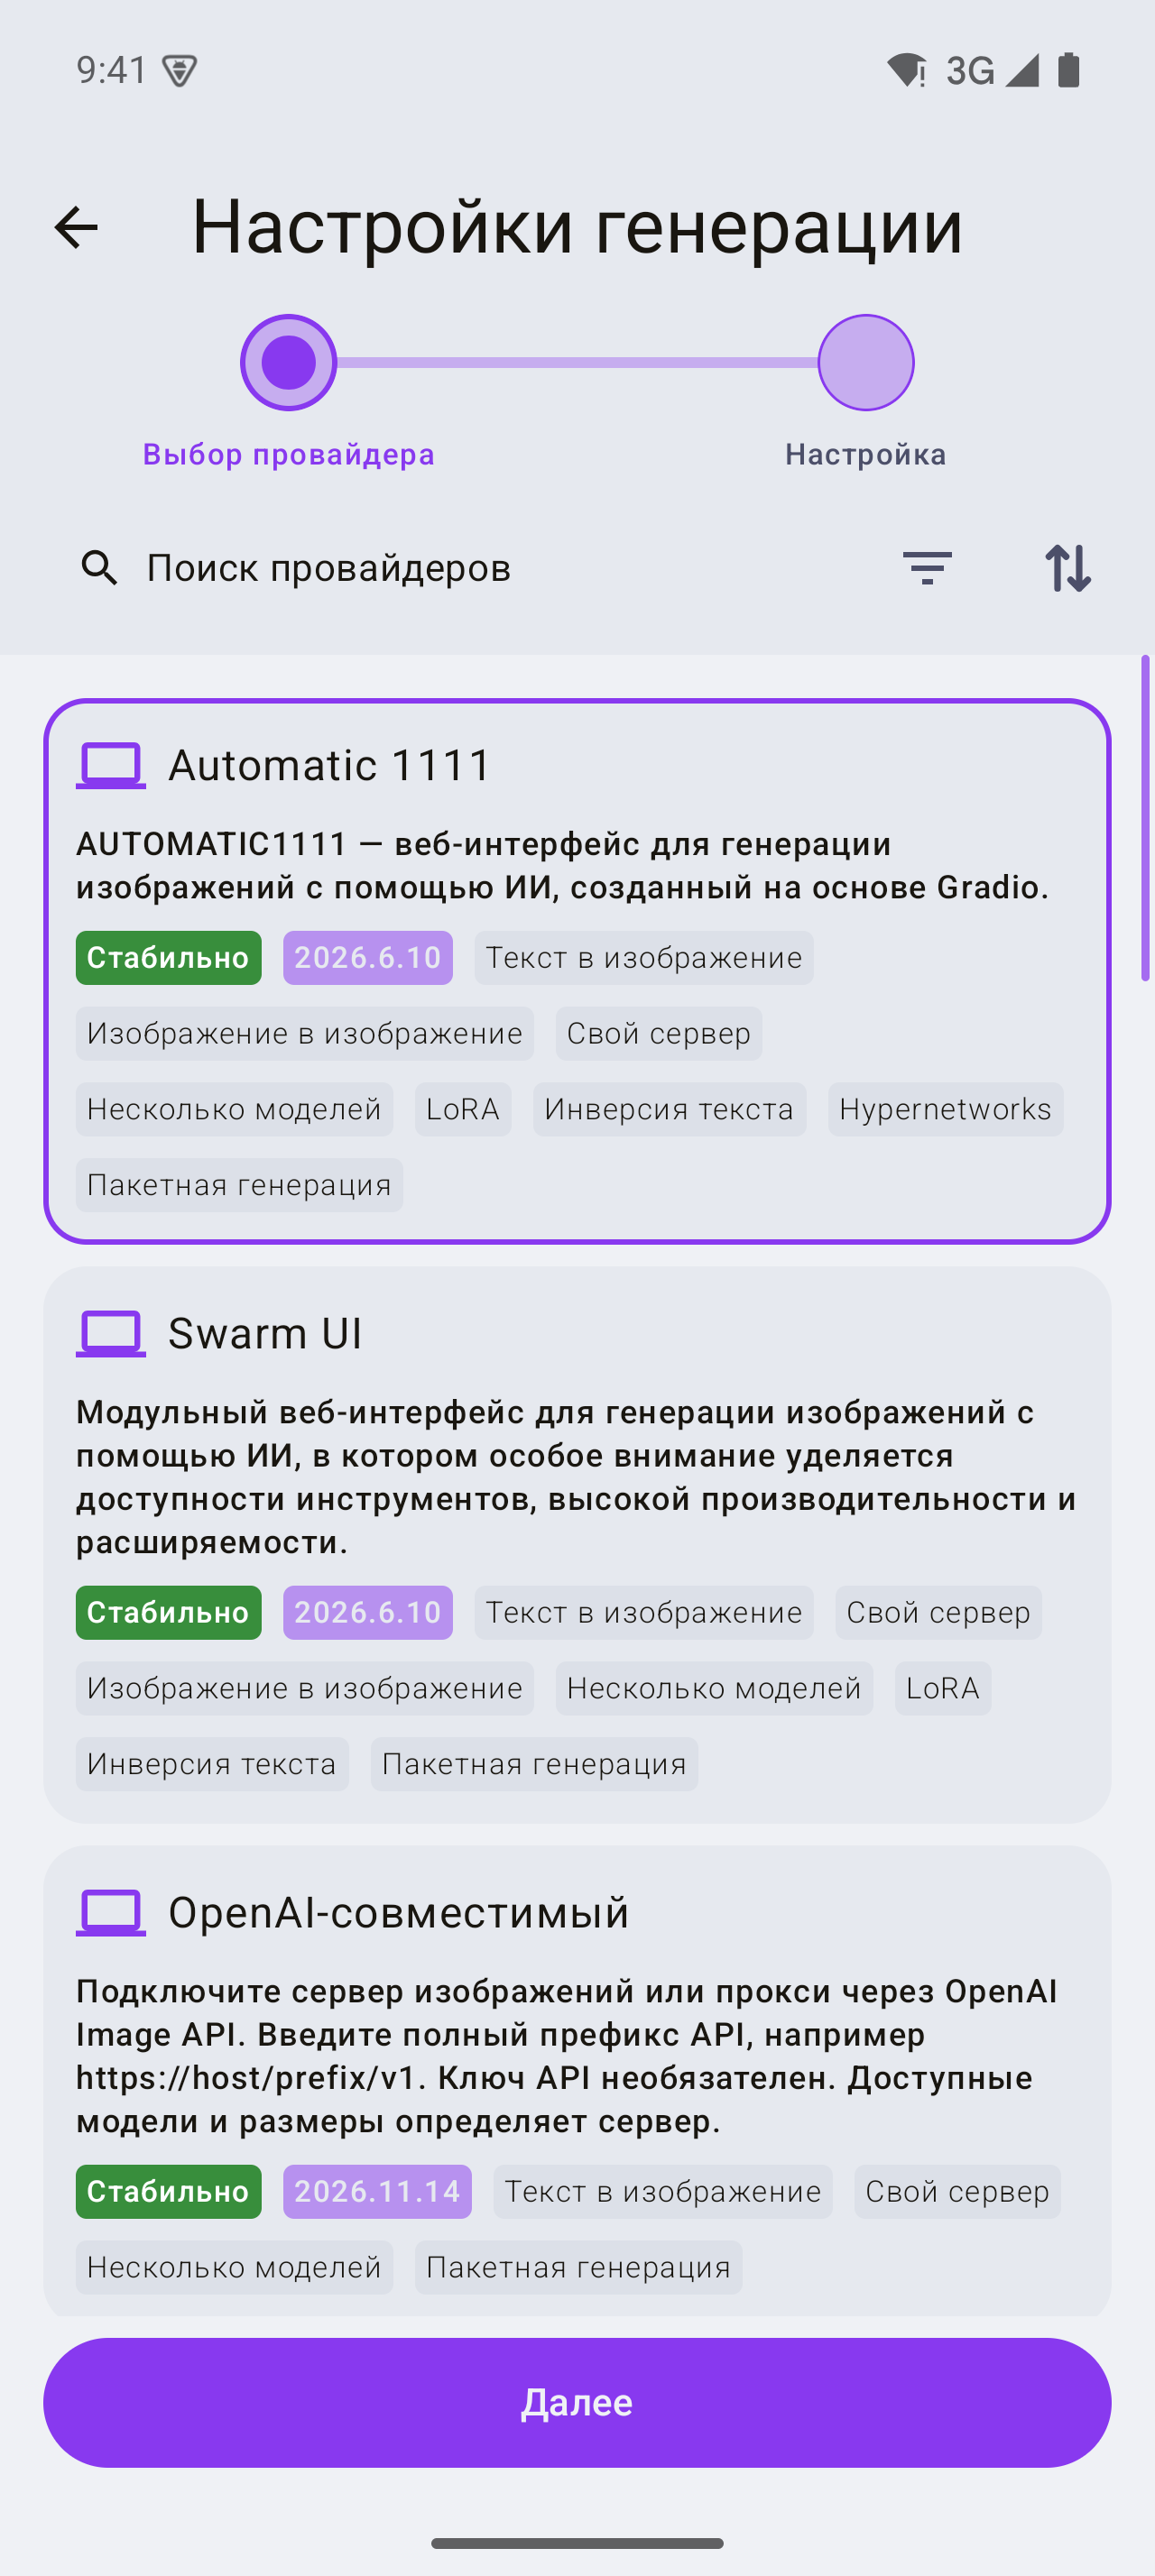 9:41
3G
Настройки генерации
Выбор провайдера
Настройка
Поиск провайдеров
Automatic 1111
AUTOMATIC1111 — веб-интерфейс для генерации
изображений с помощью ИИ, созданный на основе Gradio.
Стабильно 2026.6.10 Текст в изображение
Изображение в изображение Свой сервер
Несколько моделей LoRA Инверсия текста Hypernetworks
Пакетная генерация
Swarm UI
Модульный веб-интерфейс для генерации изображений с
помощью ИИ, в котором особое внимание уделяется
доступности инструментов, высокой производительности и
расширяемости.
Стабильно 2026.6.10 Текст в изображение Свой сервер
Изображение в изображение Несколько моделей LoRA
Инверсия текста Пакетная генерация
OpenAI-совместимый
Подключите сервер изображений или прокси через OpenAI
Image API. Введите полный префикс API, например
https://host/prefix/v1. Ключ API необязателен. Доступные
модели и размеры определяет сервер.
Стабильно 2026.11.14 Текст в изображение Свой сервер
Несколько моделей Пакетная генерация
Далее